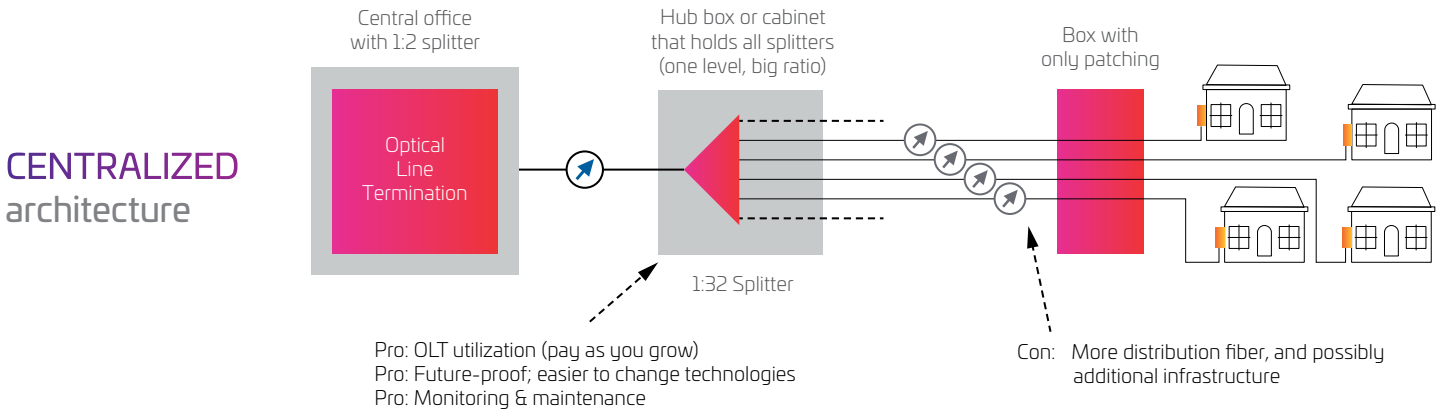 CENTRALIZED
architecture
Central office
with 1:2 splitter
Optical
Line
Termination
Hub box or cabinet
that holds all splitters
(one level, big ratio)
1:32 Splitter
Box with
only patching
Pro: OLT utilization (pay as you grow)
Pro: Future-proof; easier to change technologies
Pro: Monitoring & maintenance
Con: More distribution fiber, and possibly
additional infrastructure